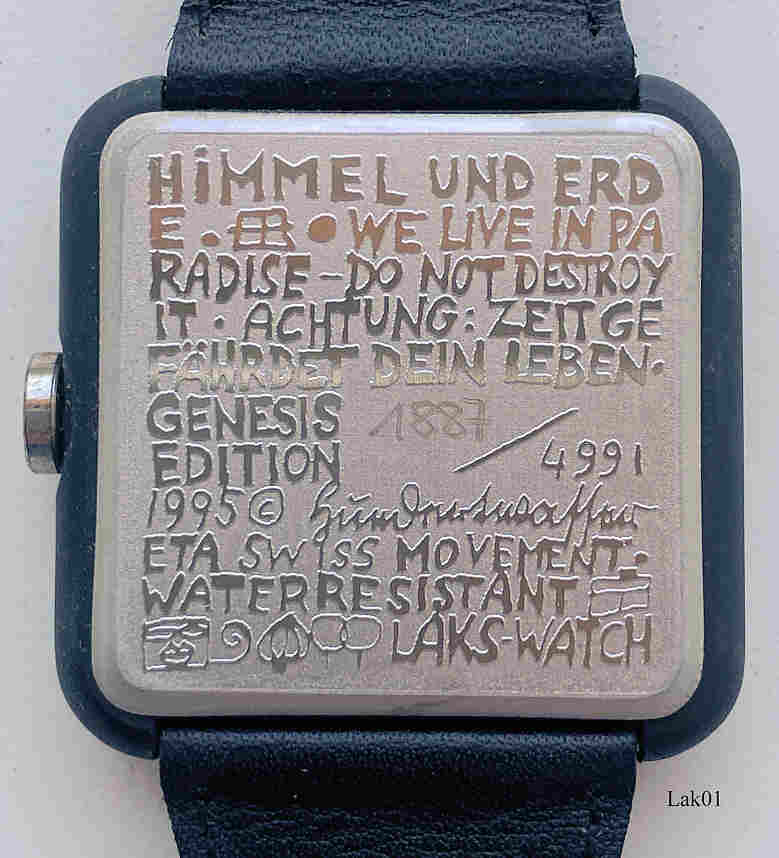 HiMMEL UND ERD
E . • WE LIVE IN PA
RADISE – DO NOT DESTROY
IT · ACHTUNG: ZEIT GE
FÄHRDET DEIN LEBEN.
GENESIS 1887 / 4991
EDITION
1995 © Hundertwasser
ETA SWISS MOVEMENT.
WATERRESISTANT
LAKS-WATCH
Lak01